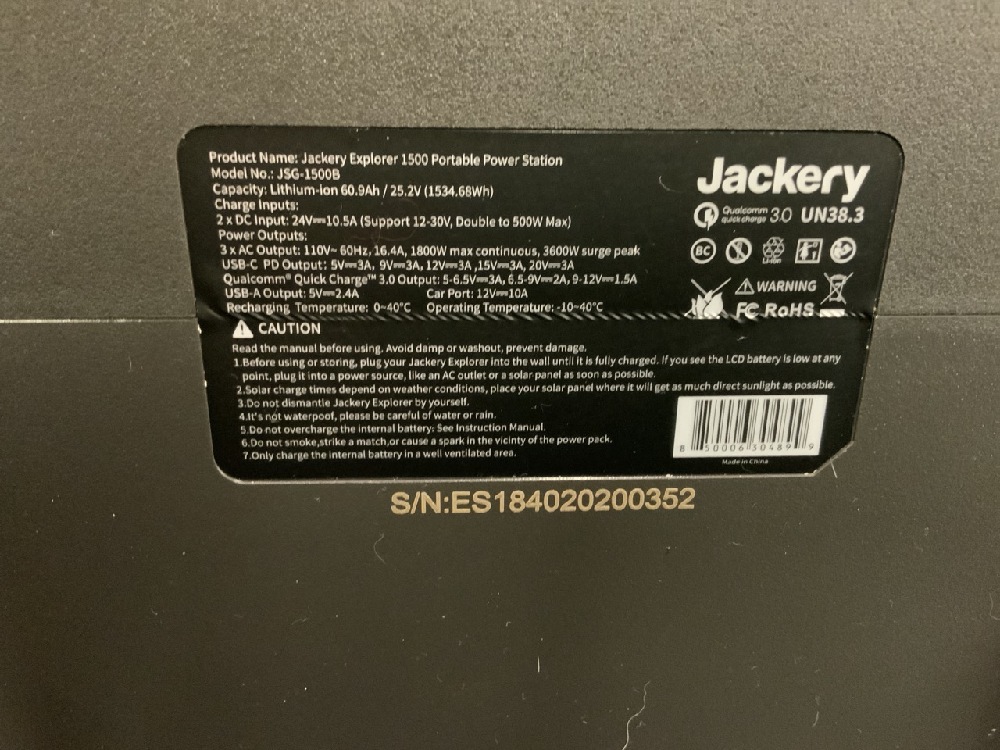 Product Name: Jackery Explorer 1500 Portable Power Station
Model No.: JSG-1500B
Capacity: Lithium-ion 60.9Ah / 25.2V (1534.68Wh)
Charge Inputs:
2 x DC Input: 24V⎓10.5A (Support 12-30V, Double to 500W Max)
Power Outputs:
3 x AC Output: 110V~ 60Hz, 16.4A, 1800W max continuous, 3600W surge peak
USB-C PD Output: 5V⎓3A, 9V⎓3A, 12V⎓3A ,15V⎓3A, 20V⎓3A
Qualcomm® Quick Charge™ 3.0 Output: 5-6.5V⎓3A, 6.5-9V⎓2A, 9-12V⎓1.5A
USB-A Output: 5V⎓2.4A Car Port: 12V⎓10A
Recharging Temperature: 0~40°C Operating Temperature: -10~40°C
Jackery
Qualcomm quick charge 3.0 UN38.3
BC Li-ion
WARNING
FC RoHS
CAUTION
Read the manual before using. Avoid damp or washout, prevent damage.
1.Before using or storing, plug your Jackery Explorer into the wall until it is fully charged. If you see the LCD battery is low at any
point, plug it into a power source, like an AC outlet or a solar panel as soon as possible.
2.Solar charge times depend on weather conditions, place your solar panel where it will get as much direct sunlight as possible.
3.Do not dismantle Jackery Explorer by yourself.
4.It's not waterpoof, please be careful of water or rain.
5.Do not overcharge the internal battery: See Instruction Manual.
6.Do not smoke,strike a match,or cause a spark in the vicinty of the power pack.
7.Only charge the internal battery in a well ventilated area.
8 50006 30489 9
Made in China
S/N:ES184020200352